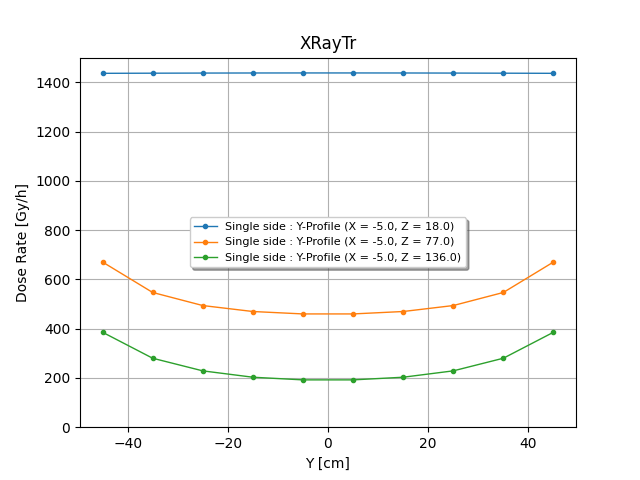 XRayTr
Dose Rate [Gy/h]
1400
1200
1000
800
600
400
200
0
Single side : Y-Profile (X = -5.0, Z = 18.0)
Single side : Y-Profile (X = -5.0, Z = 77.0)
Single side : Y-Profile (X = -5.0, Z = 136.0)
−40 −20 0 20 40
Y [cm]